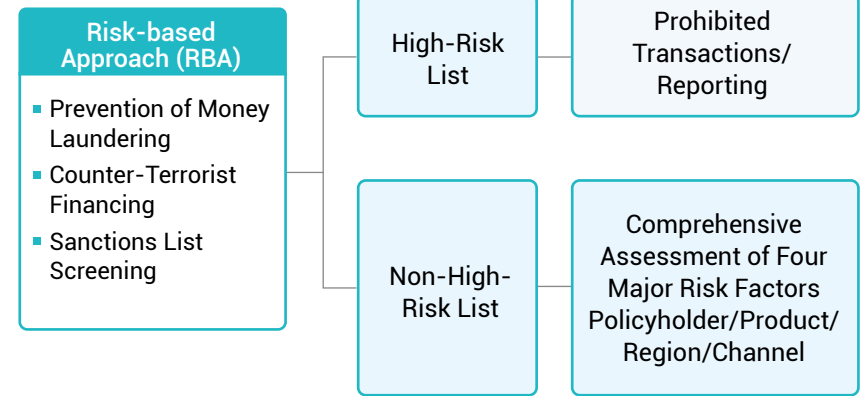 Risk-based
Approach (RBA)
Prevention of Money
Laundering
Counter-Terrorist
Financing
Sanctions List
Screening
High-Risk
List
Prohibited
Transactions/
Reporting
Non-High-
Risk List
Comprehensive
Assessment of Four
Major Risk Factors
Policyholder/Product/
Region/Channel